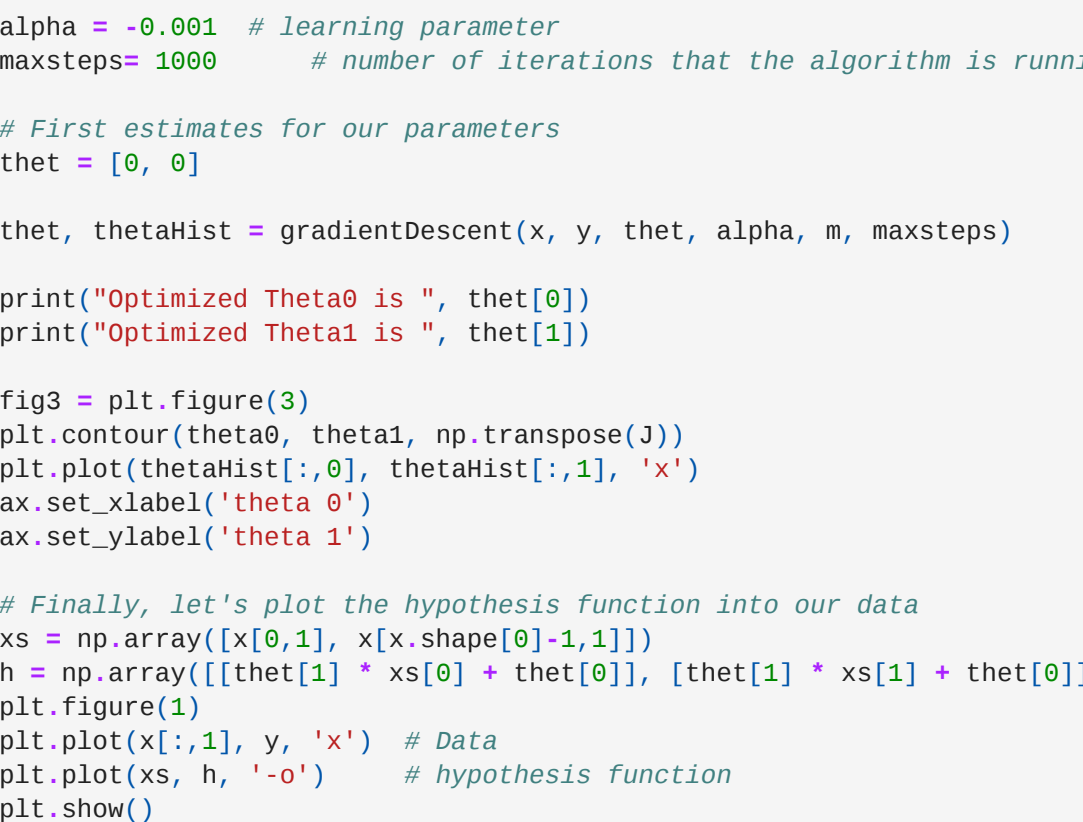 alpha = -0.001  # learning parameter
maxsteps= 1000      # number of iterations that the algorithm is runni

# First estimates for our parameters
thet = [0, 0]

thet, thetaHist = gradientDescent(x, y, thet, alpha, m, maxsteps)

print("Optimized Theta0 is ", thet[0])
print("Optimized Theta1 is ", thet[1])

fig3 = plt.figure(3)
plt.contour(theta0, theta1, np.transpose(J))
plt.plot(thetaHist[:,0], thetaHist[:,1], 'x')
ax.set_xlabel('theta 0')
ax.set_ylabel('theta 1')

# Finally, let's plot the hypothesis function into our data
xs = np.array([x[0,1], x[x.shape[0]-1,1]])
h = np.array([[thet[1] * xs[0] + thet[0]], [thet[1] * xs[1] + thet[0]]
plt.figure(1)
plt.plot(x[:,1], y, 'x')  # Data
plt.plot(xs, h, '-o')     # hypothesis function
plt.show()